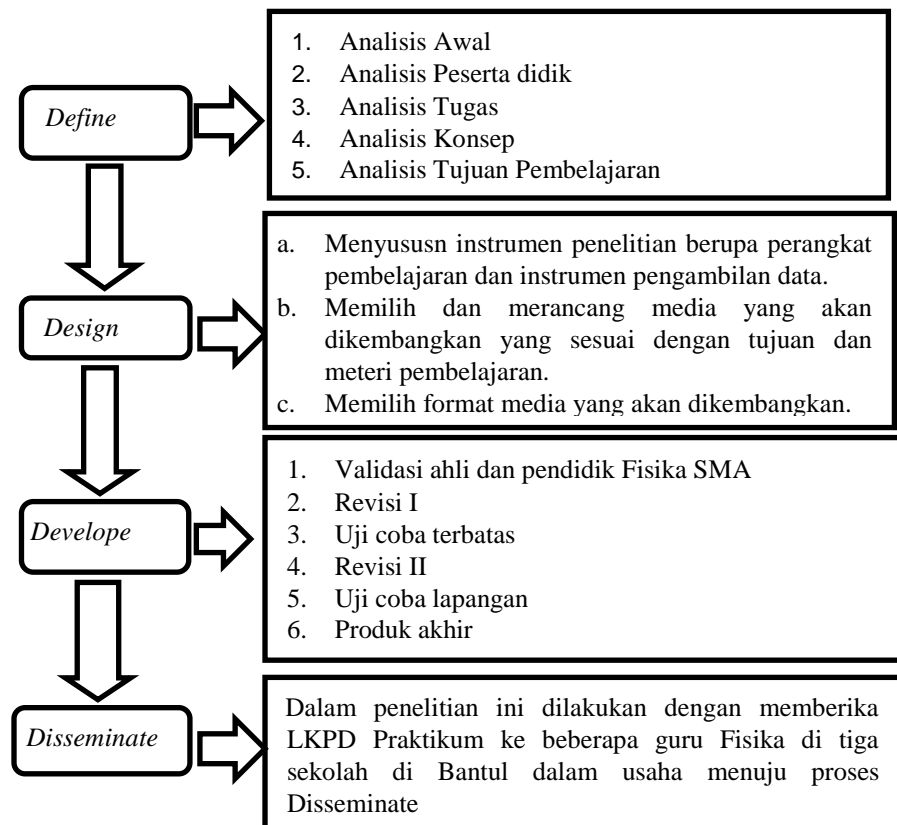 Define
1. Analisis Awal
2. Analisis Peserta didik
3. Analisis Tugas
4. Analisis Konsep
5. Analisis Tujuan Pembelajaran
Design
a. Menyususn instrumen penelitian berupa perangkat
pembelajaran dan instrumen pengambilan data.
b. Memilih dan merancang media yang akan
dikembangkan yang sesuai dengan tujuan dan
meteri pembelajaran.
c. Memilih format media yang akan dikembangkan.
Develope
1. Validasi ahli dan pendidik Fisika SMA
2. Revisi I
3. Uji coba terbatas
4. Revisi II
5. Uji coba lapangan
6. Produk akhir
Disseminate
Dalam penelitian ini dilakukan dengan memberika
LKPD Praktikum ke beberapa guru Fisika di tiga
sekolah di Bantul dalam usaha menuju proses
Disseminate